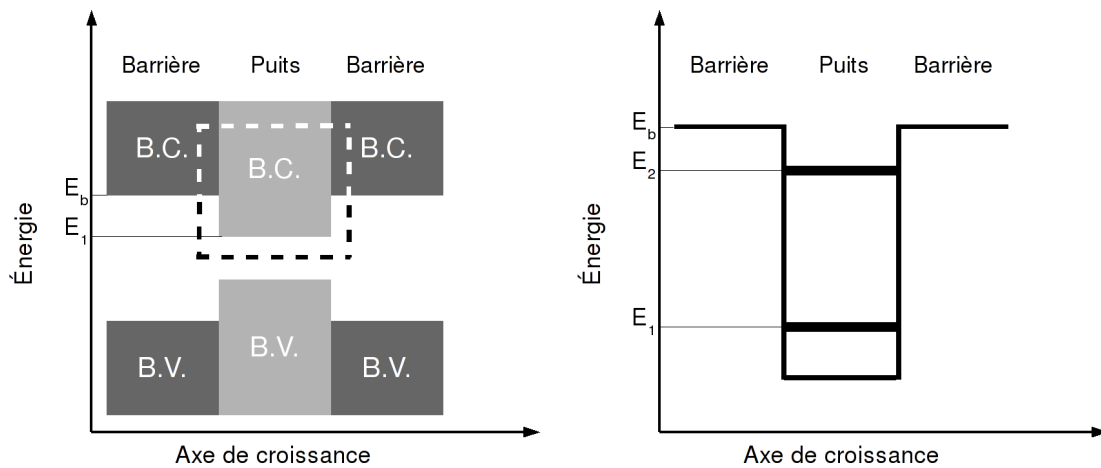 Barrière Puits Barrière
B.C. B.C. B.C.
E_b
E_1
Énergie
B.V. B.V. B.V.
Axe de croissance
Barrière Puits Barrière
E_b
E_2
Énergie
E_1
Axe de croissance